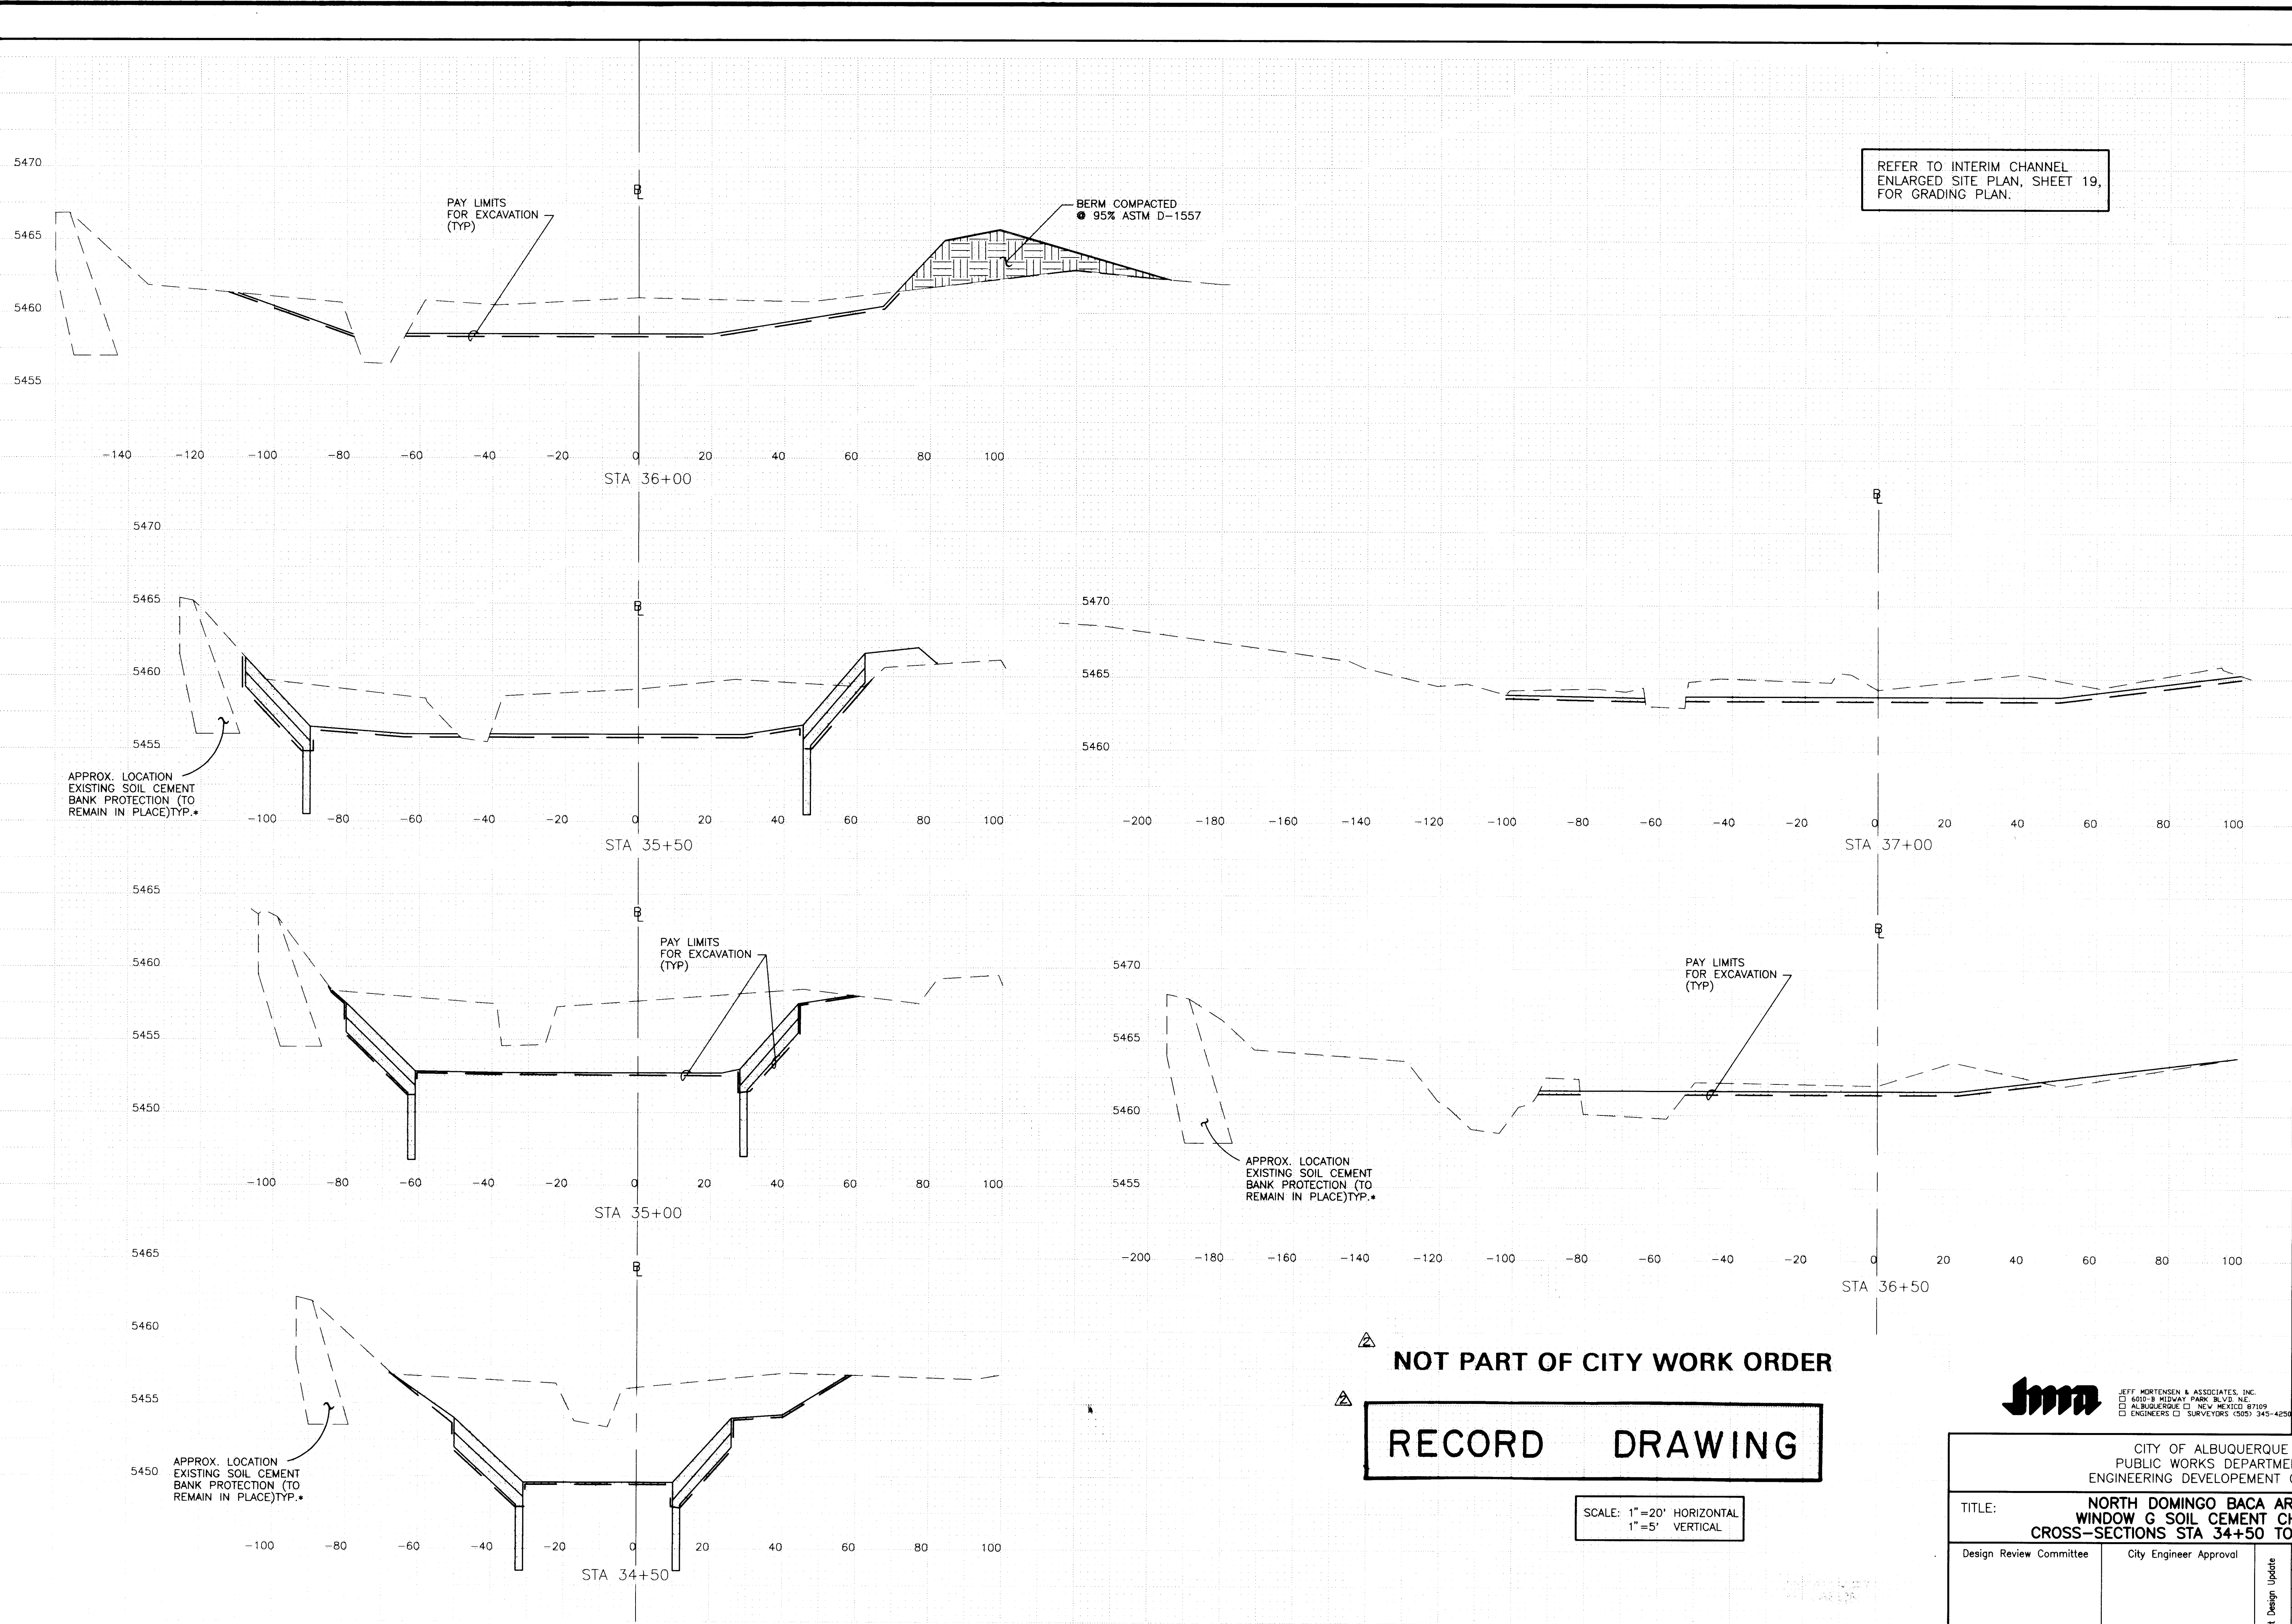 5470
5465
5460
5455
PAY LIMITS
FOR EXCAVATION
(TYP)
BERM COMPACTED
@ 95% ASTM D-1557
-140 -120 -100 -80 -60 -40 -20 0 20 40 60 80 100
STA 36+00
REFER TO INTERIM CHANNEL
ENLARGED SITE PLAN, SHEET 19,
FOR GRADING PLAN.
5470
5465
5460
5455
APPROX. LOCATION
EXISTING SOIL CEMENT
BANK PROTECTION (TO
REMAIN IN PLACE)TYP.*
-100 -80 -60 -40 -20 0 20 40 60 80 100
STA 35+50
5470
5465
5460
-200 -180 -160 -140 -120 -100 -80 -60 -40 -20 0 20 40 60 80 100
STA 37+00
5465
5460
5455
5450
PAY LIMITS
FOR EXCAVATION
(TYP)
-100 -80 -60 -40 -20 0 20 40 60 80 100
STA 35+00
5470
5465
5460
5455
PAY LIMITS
FOR EXCAVATION
(TYP)
APPROX. LOCATION
EXISTING SOIL CEMENT
BANK PROTECTION (TO
REMAIN IN PLACE)TYP.*
-200 -180 -160 -140 -120 -100 -80 -60 -40 -20 0 20 40 60 80 100
STA 36+50
5465
5460
5455
5450
APPROX. LOCATION
EXISTING SOIL CEMENT
BANK PROTECTION (TO
REMAIN IN PLACE)TYP.*
-100 -80 -60 -40 -20 0 20 40 60 80 100
STA 34+50
2
NOT PART OF CITY WORK ORDER
2
RECORD DRAWING
SCALE: 1"=20' HORIZONTAL
1"=5' VERTICAL
jma
JEFF MORTENSEN & ASSOCIATES, INC.
6010-B MIDWAY PARK BLVD. N.E.
ALBUQUERQUE NEW MEXICO 87109
ENGINEERS SURVEYORS (505) 345-4250
CITY OF ALBUQUERQUE
PUBLIC WORKS DEPARTME
ENGINEERING DEVELOPEMENT
TITLE: NORTH DOMINGO BACA AR
WINDOW G SOIL CEMENT CH
CROSS-SECTIONS STA 34+50 TO
Design Review Committee
City Engineer Approval
t Design Update